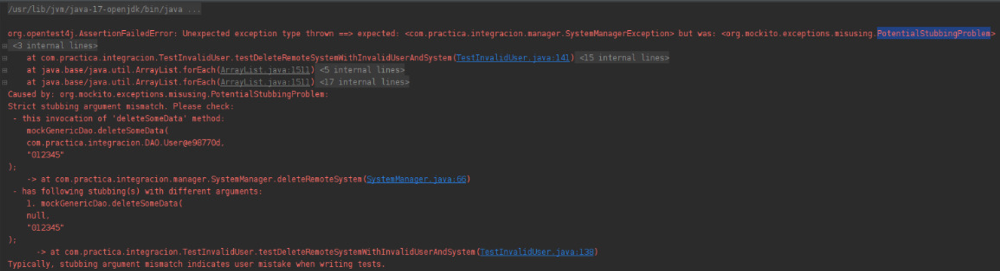 /usr/lib/jvm/java-17-openjdk/bin/java ...
org.opentest4j.AssertionFailedError: Unexpected exception type thrown ==> expected: <com.practica.integracion.manager.SystemManagerException> but was: <org.mockito.exceptions.misusing.PotentialStubbingProblem>
<3 internal lines>
at com.practica.integracion.TestInvalidUser.testDeleteRemoteSystemWithInvalidUserAndSystem(TestInvalidUser.java:141) <15 internal lines>
at java.base/java.util.ArrayList.forEach(ArrayList.java:1511) <5 internal lines>
at java.base/java.util.ArrayList.forEach(ArrayList.java:1511) <17 internal lines>
Caused by: org.mockito.exceptions.misusing.PotentialStubbingProblem:
Strict stubbing argument mismatch. Please check:
- this invocation of 'deleteSomeData' method:
mockGenericDao.deleteSomeData(
com.practica.integracion.DAO.User@e98770d,
"012345"
);
-> at com.practica.integracion.manager.SystemManager.deleteRemoteSystem(SystemManager.java:66)
- has following stubbing(s) with different arguments:
1. mockGenericDao.deleteSomeData(
null,
"012345"
);
-> at com.practica.integracion.TestInvalidUser.testDeleteRemoteSystemWithInvalidUserAndSystem(TestInvalidUser.java:138)
Typically, stubbing argument mismatch indicates user mistake when writing tests.